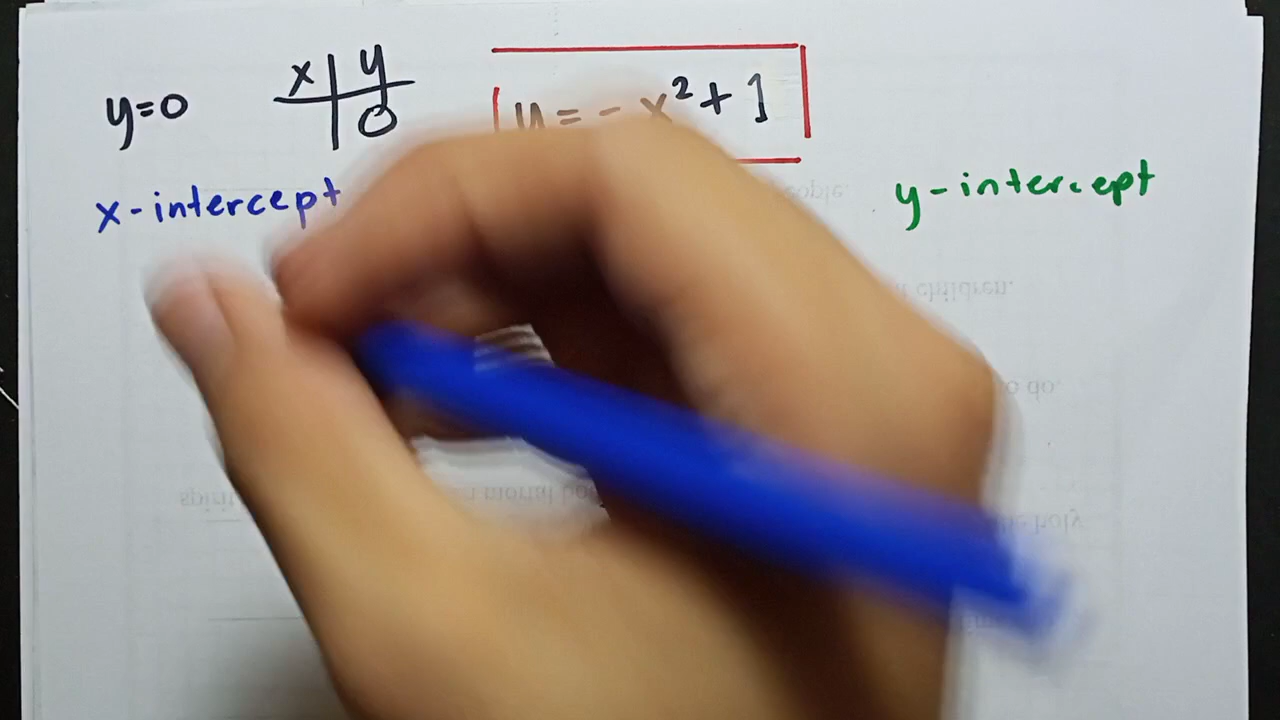 y=0
x y
0
y = - x² + 1
x-intercept
y-intercept